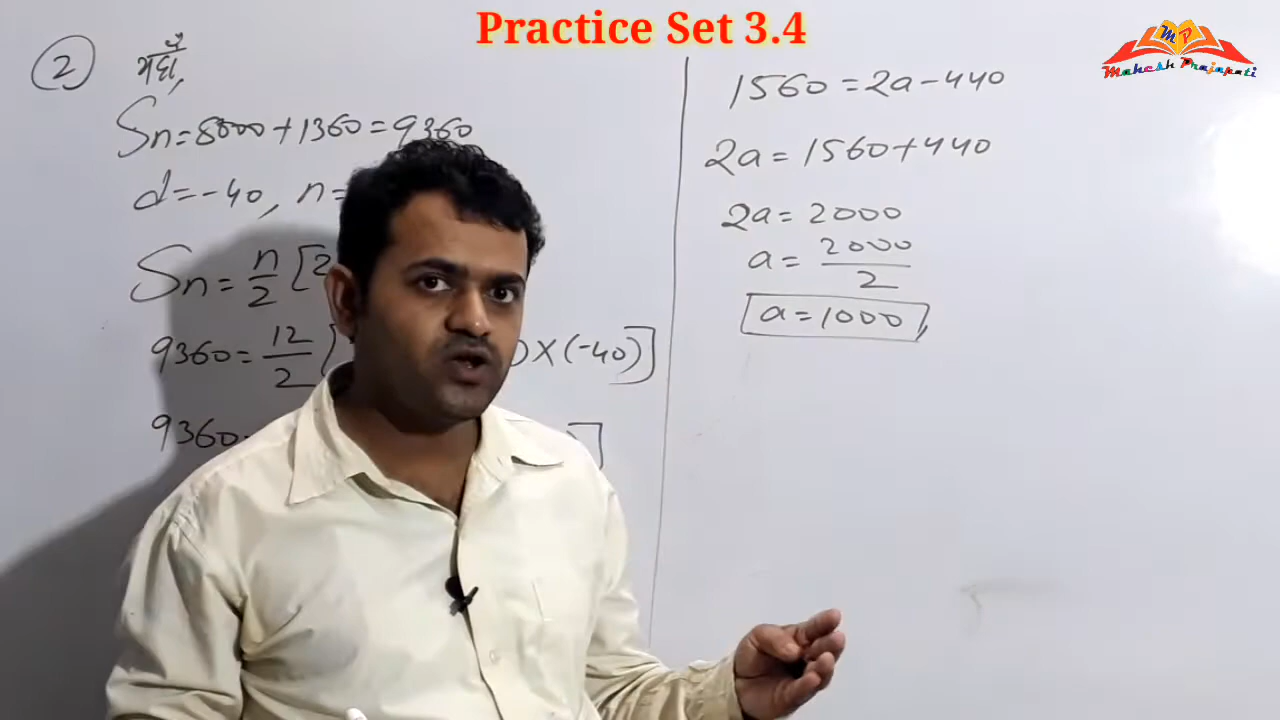 Practice Set 3.4
Mahesh Prajapati
MP
2 यहाँ,
Sn=8000+1360=9360
d=-40, n=
Sn=n/2[2
9360=12/2[ X(-40)]
9360 ]
1560=2a-440
2a=1560+440
2a=2000
a=2000/2
a=1000